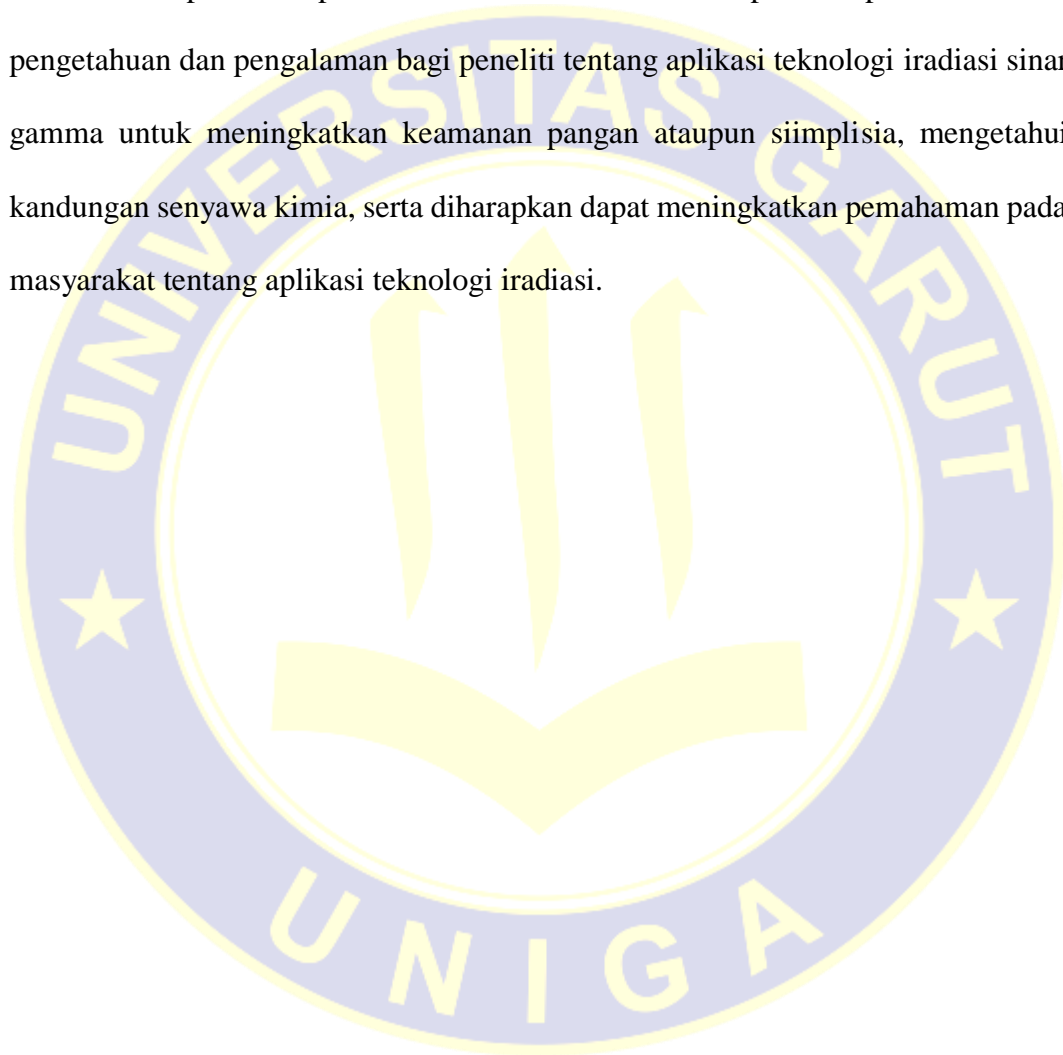 pengetahuan dan pengalaman bagi peneliti tentang aplikasi teknologi iradiasi sinar
gamma untuk meningkatkan keamanan pangan ataupun siimplisia, mengetahui
kandungan senyawa kimia, serta diharapkan dapat meningkatkan pemahaman pada
masyarakat tentang aplikasi teknologi iradiasi.
UNIVERSITAS GARUT
UNIGA